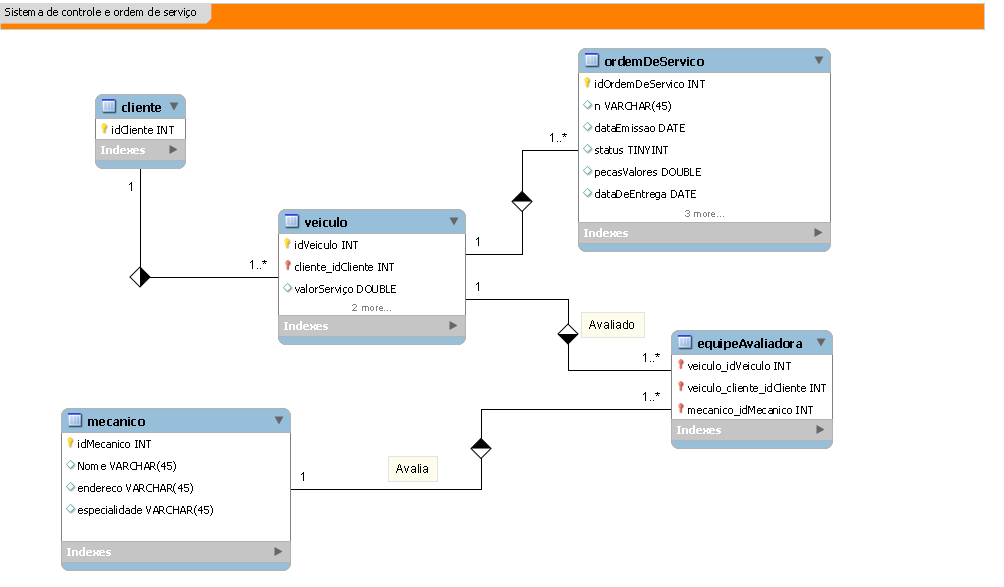 Sistema de controle e ordem de serviço
cliente
idCliente INT
Indexes
1
1..*
veiculo
idVeiculo INT
cliente_idCliente INT
valorServiço DOUBLE
2 more...
Indexes
1
1..*
ordemDeServico
idOrdemDeServico INT
n VARCHAR(45)
dataEmissao DATE
status TINYINT
pecasValores DOUBLE
dataDeEntrega DATE
3 more...
Indexes
1
Avaliado
1..*
equipeAvaliadora
veiculo_idVeiculo INT
veiculo_cliente_idCliente INT
mecanico_idMecanico INT
Indexes
1..*
Avalia
1
mecanico
idMecanico INT
Nome VARCHAR(45)
endereco VARCHAR(45)
especialidade VARCHAR(45)
Indexes